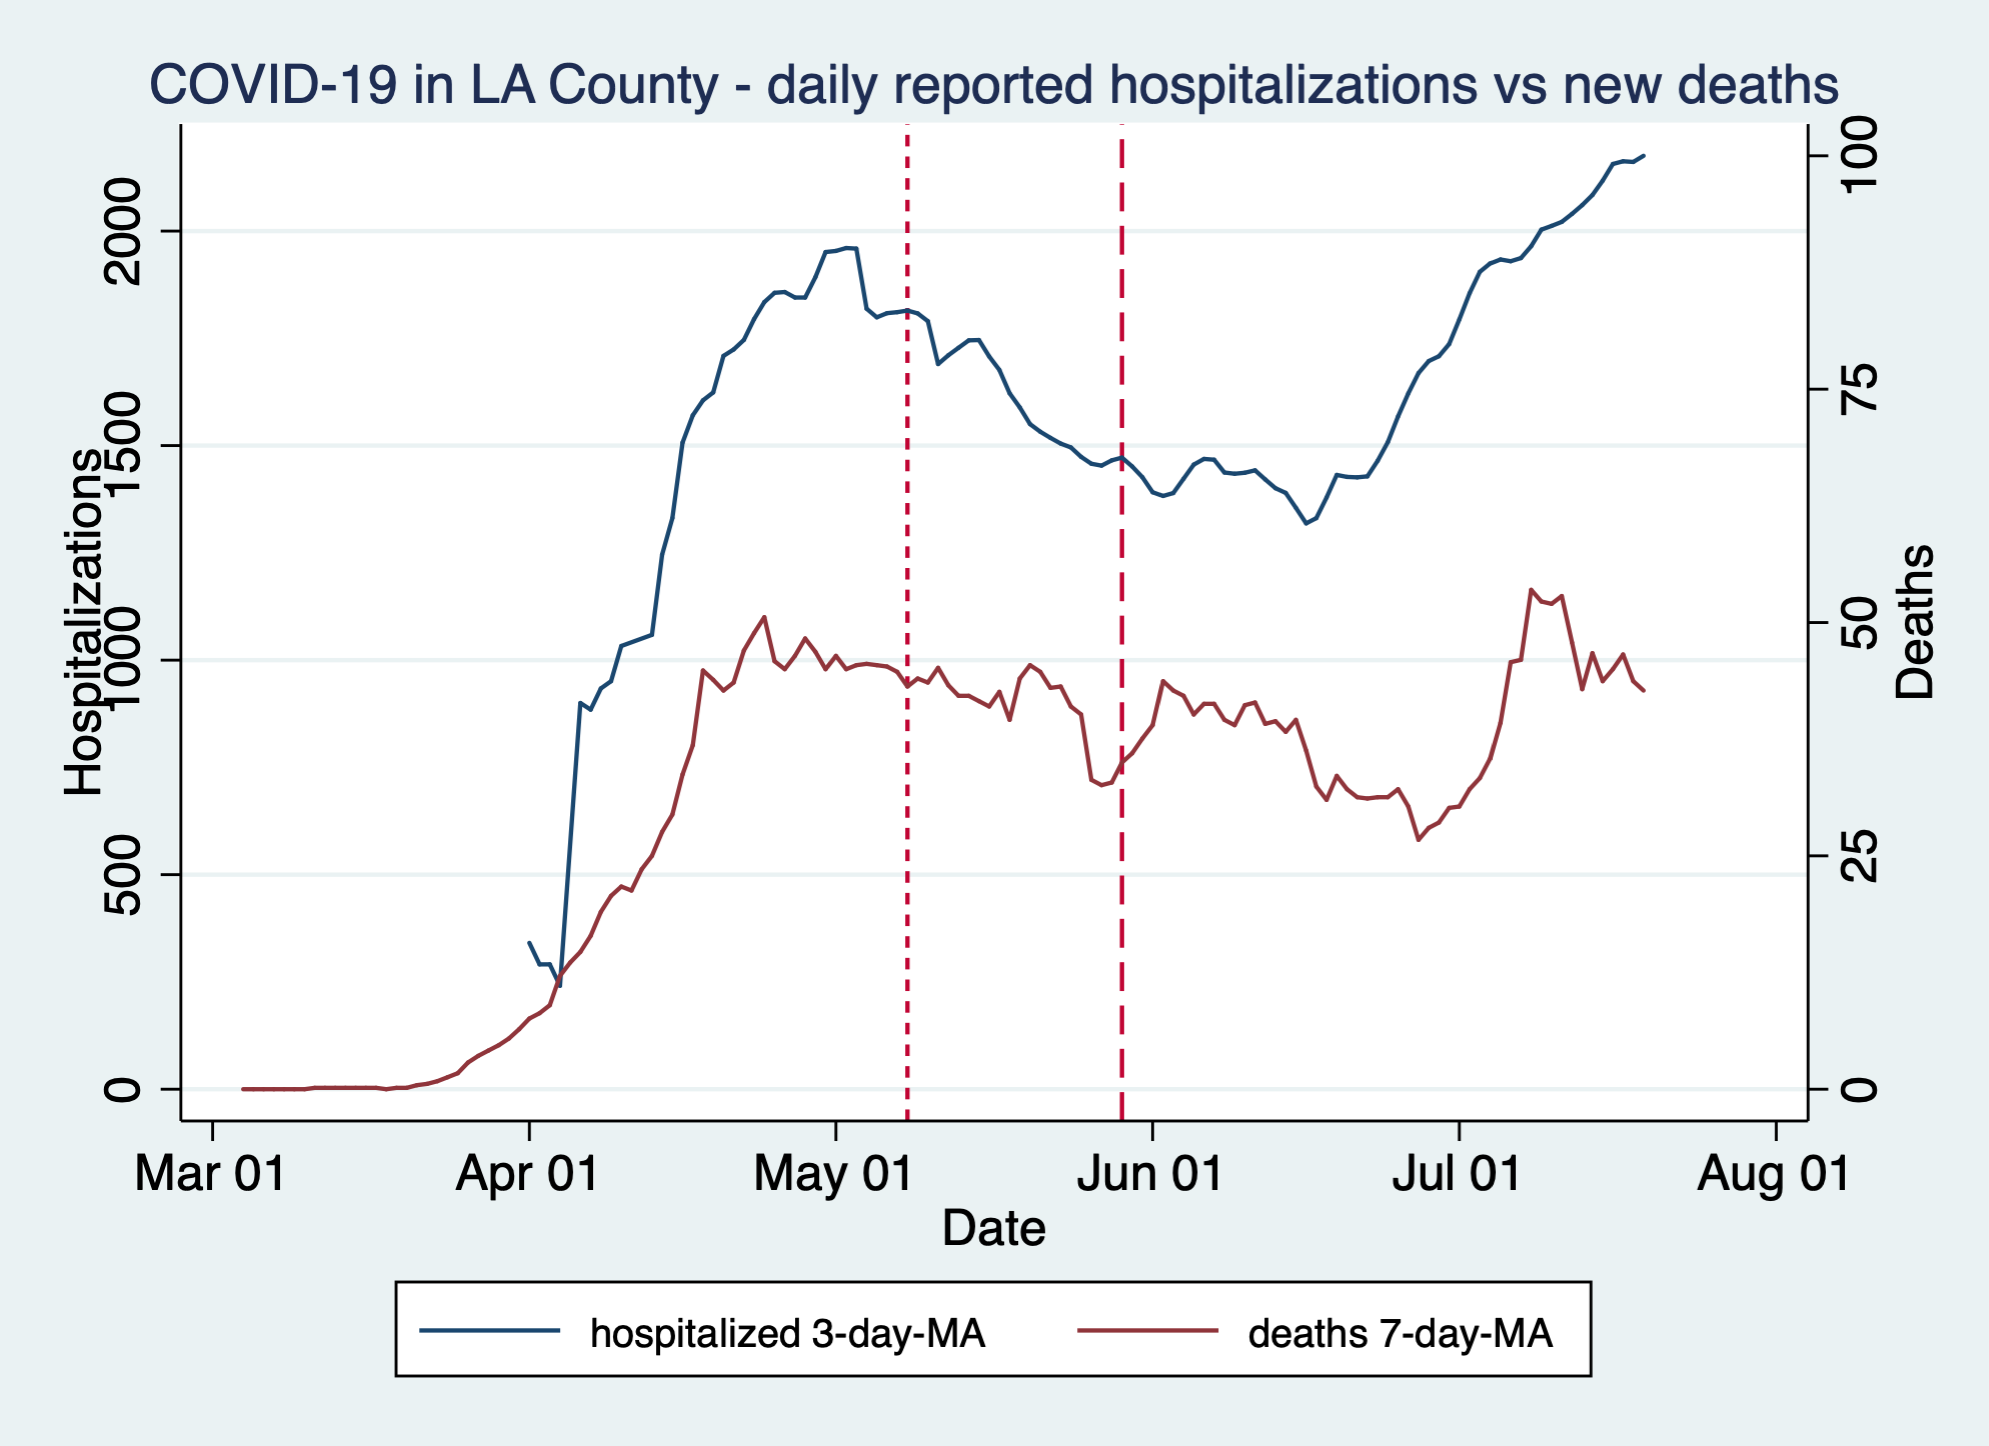 COVID-19 in LA County - daily reported hospitalizations vs new deaths
Hospitalizations
2000
1500
1000
500
0
100
75
50
25
0
Deaths
Mar 01 Apr 01 May 01 Jun 01 Jul 01 Aug 01
Date
hospitalized 3-day-MA deaths 7-day-MA